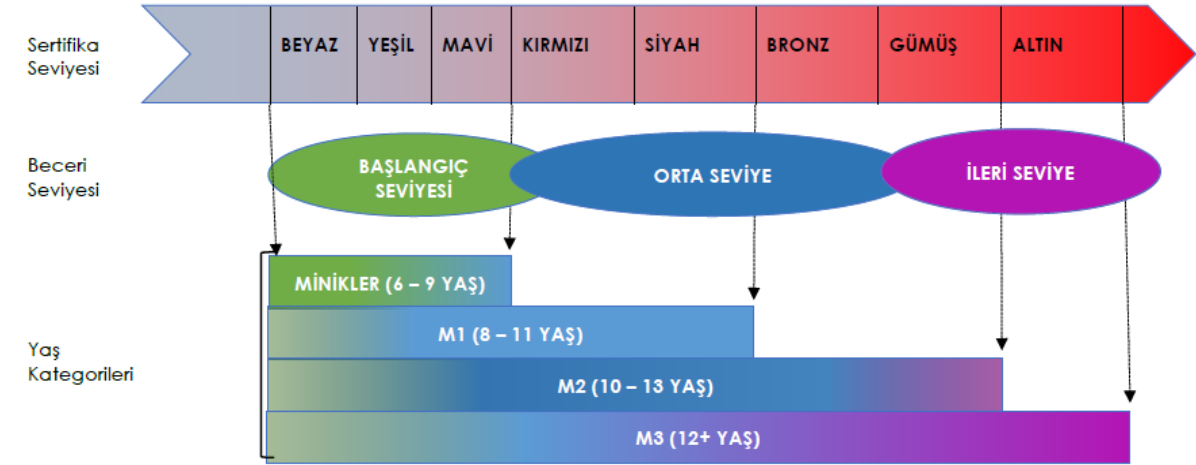 Sertifika
Seviyesi
BEYAZ YEŞİL MAVİ KIRMIZI SİYAH BRONZ GÜMÜŞ ALTIN
Beceri
Seviyesi
BAŞLANGIÇ
SEVİYESİ
ORTA SEVİYE
İLERİ SEVİYE
Yaş
Kategorileri
MİNİKLER (6 – 9 YAŞ)
M1 (8 – 11 YAŞ)
M2 (10 – 13 YAŞ)
M3 (12+ YAŞ)